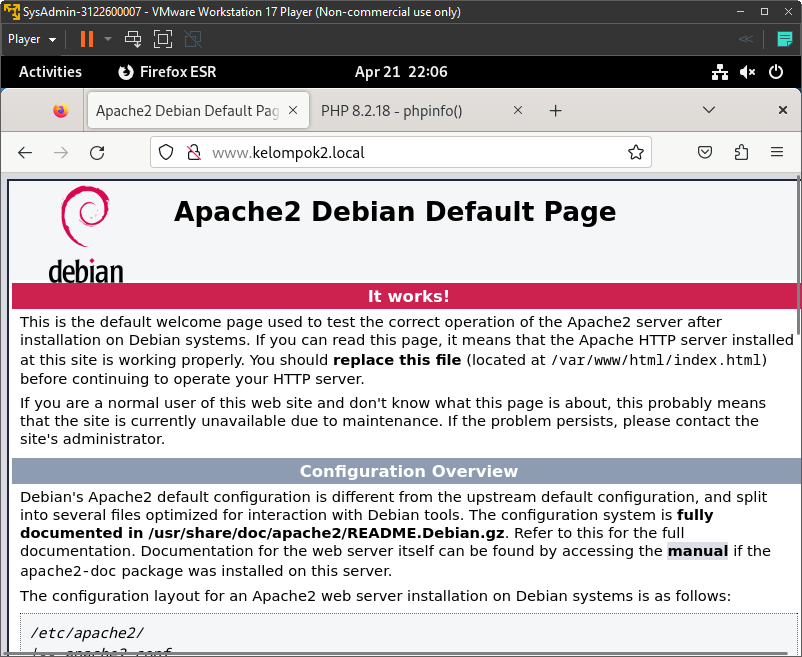 SysAdmin-3122600007 - VMware Workstation 17 Player (Non-commercial use only)
Player
Activities Firefox ESR Apr 21 22:06
Apache2 Debian Default Pag PHP 8.2.18 - phpinfo()
www.kelompok2.local
debian
Apache2 Debian Default Page
It works!
This is the default welcome page used to test the correct operation of the Apache2 server after
installation on Debian systems. If you can read this page, it means that the Apache HTTP server installed
at this site is working properly. You should replace this file (located at /var/www/html/index.html)
before continuing to operate your HTTP server.
If you are a normal user of this web site and don't know what this page is about, this probably means
that the site is currently unavailable due to maintenance. If the problem persists, please contact the
site's administrator.
Configuration Overview
Debian's Apache2 default configuration is different from the upstream default configuration, and split
into several files optimized for interaction with Debian tools. The configuration system is fully
documented in /usr/share/doc/apache2/README.Debian.gz. Refer to this for the full
documentation. Documentation for the web server itself can be found by accessing the manual if the
apache2-doc package was installed on this server.
The configuration layout for an Apache2 web server installation on Debian systems is as follows:
/etc/apache2/
|-- apache2.conf